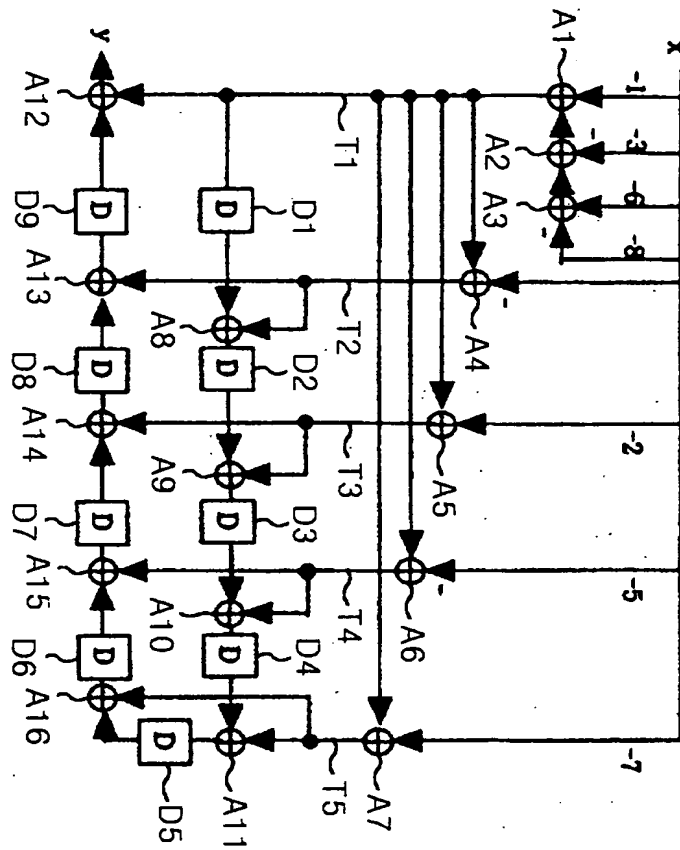 x
-1 -3 -6 -8 -2 -5 -7
A1 - A2 - A3 - A4 A5 - A6 A7
T1 T2 T3 T4 T5
D1 D2 D3 D4
D D D D
A8 A9 A10 A11
D D5
y D D D D
A12 D9 A13 D8 A14 D7 A15 D6 A16